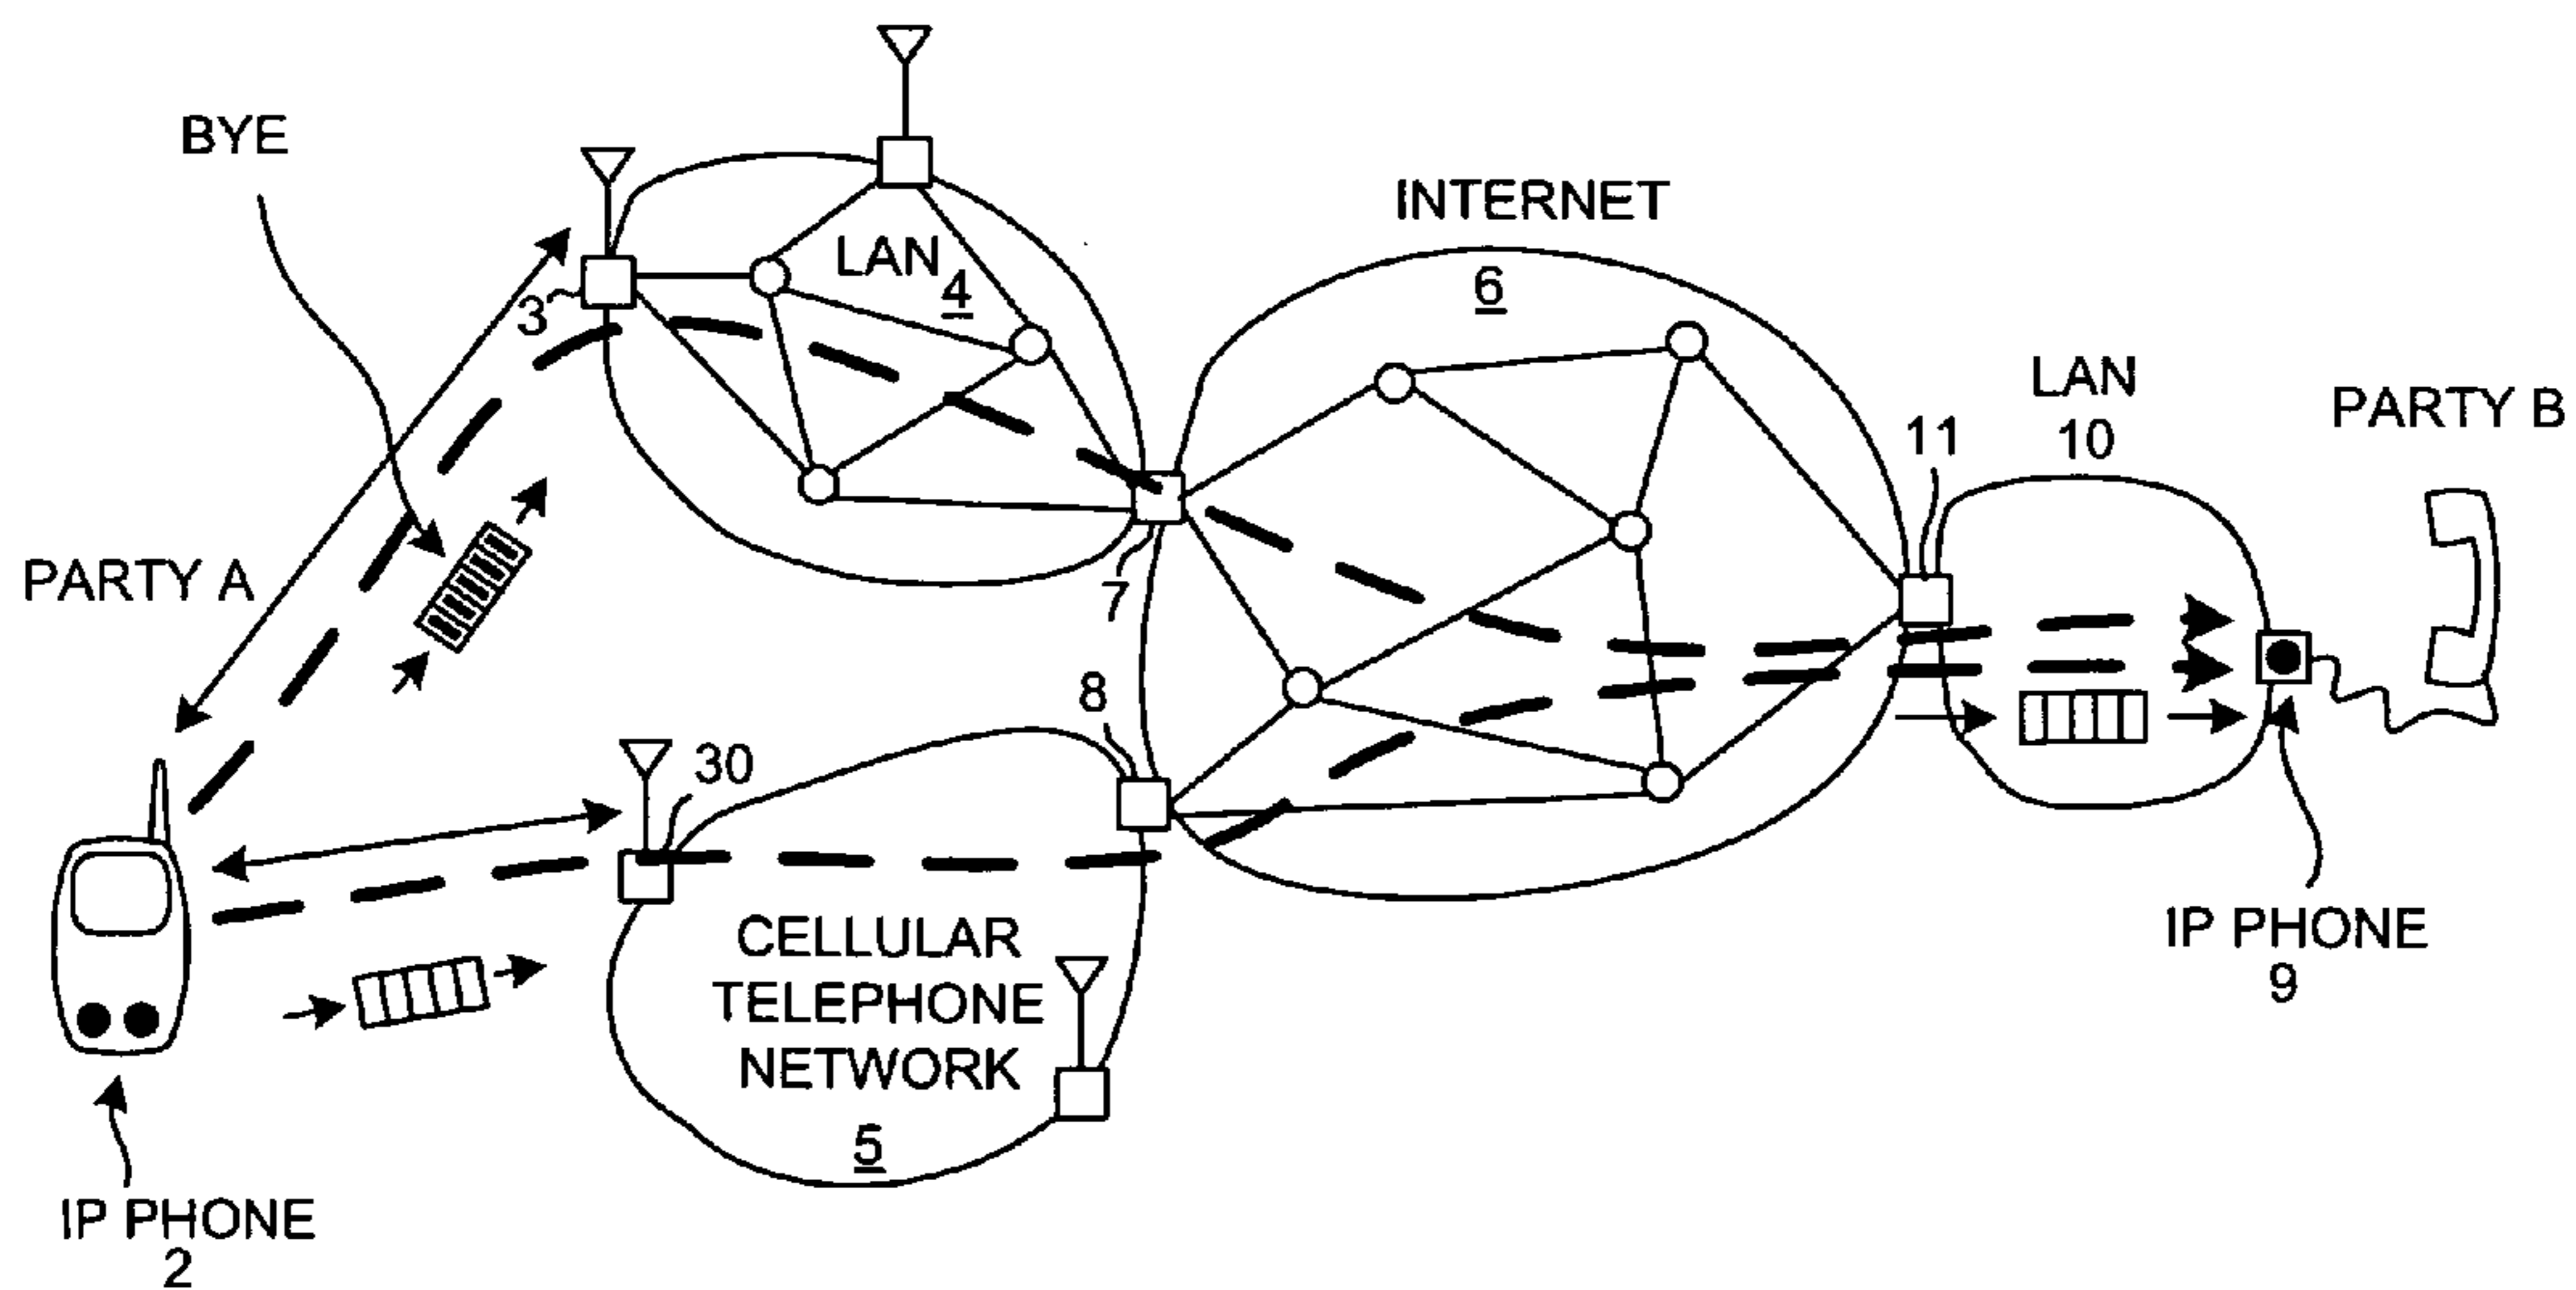 BYE
INTERNET
6
LAN
4
3
LAN
10
PARTY B
11
PARTY A
7
8
30
CELLULAR
TELEPHONE
NETWORK
5
IP PHONE
9
IP PHONE
2